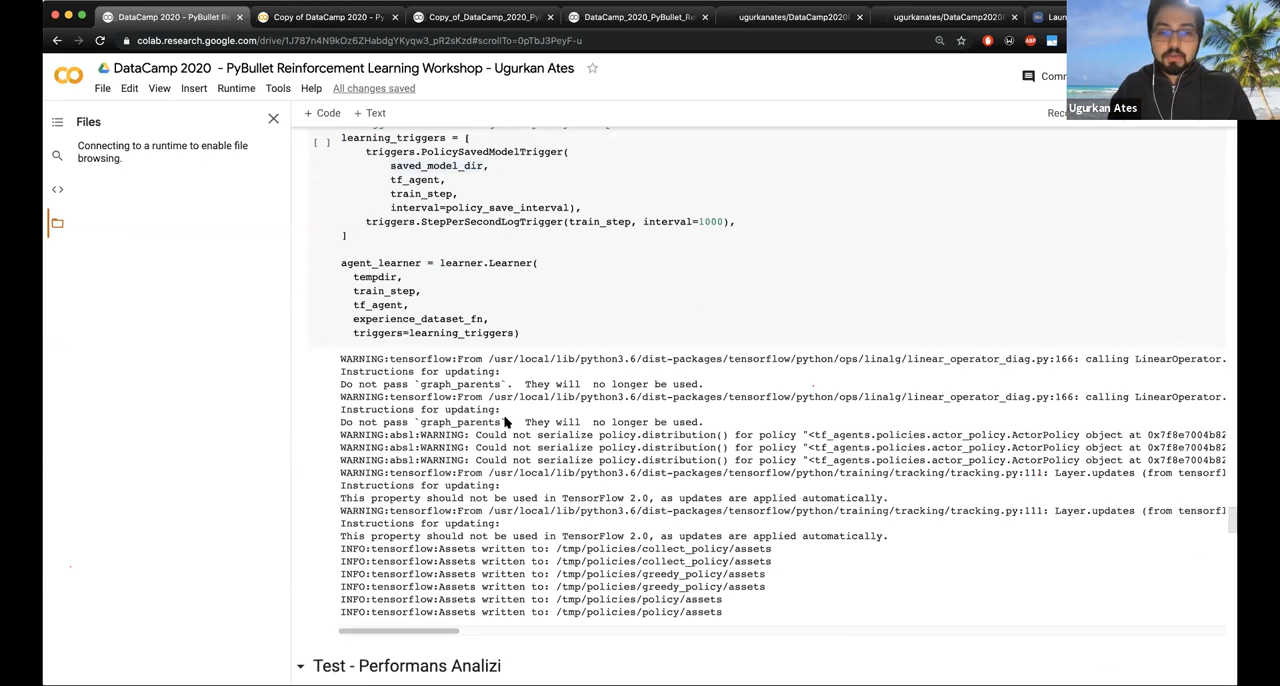 DataCamp 2020 - PyBullet R
Copy of DataCamp 2020 - Py
Copy_of_DataCamp_2020_PyB
DataCamp_2020_PyBullet_Re
ugurkanates/DataCamp2020P
ugurkanates/DataCamp2020P
Laun
colab.research.google.com/drive/1J787n4N9kOz6ZHabdgYKyqw3_pR2sKzd#scrollTo=0pTbJ3PeyF-u
DataCamp 2020 - PyBullet Reinforcement Learning Workshop - Ugurkan Ates
Comm
Ugurkan Ates
File Edit View Insert Runtime Tools Help All changes saved
Files
+ Code + Text
Rec
Connecting to a runtime to enable file
browsing.
[ ]
learning_triggers = [
triggers.PolicySavedModelTrigger(
saved_model_dir,
tf_agent,
train_step,
interval=policy_save_interval),
triggers.StepPerSecondLogTrigger(train_step, interval=1000),
]
agent_learner = learner.Learner(
tempdir,
train_step,
tf_agent,
experience_dataset_fn,
triggers=learning_triggers)
WARNING:tensorflow:From /usr/local/lib/python3.6/dist-packages/tensorflow/python/ops/linalg/linear_operator_diag.py:166: calling LinearOperator.
Instructions for updating:
Do not pass `graph_parents`.  They will  no longer be used.
WARNING:tensorflow:From /usr/local/lib/python3.6/dist-packages/tensorflow/python/ops/linalg/linear_operator_diag.py:166: calling LinearOperator.
Instructions for updating:
Do not pass `graph_parents`  They will  no longer be used.
WARNING:absl:WARNING: Could not serialize policy.distribution() for policy "<tf_agents.policies.actor_policy.ActorPolicy object at 0x7f8e7004b82
WARNING:absl:WARNING: Could not serialize policy.distribution() for policy "<tf_agents.policies.actor_policy.ActorPolicy object at 0x7f8e7004b82
WARNING:absl:WARNING: Could not serialize policy.distribution() for policy "<tf_agents.policies.actor_policy.ActorPolicy object at 0x7f8e7004b82
WARNING:tensorflow:From /usr/local/lib/python3.6/dist-packages/tensorflow/python/training/tracking/tracking.py:111: Layer.updates (from tensorfl
Instructions for updating:
This property should not be used in TensorFlow 2.0, as updates are applied automatically.
WARNING:tensorflow:From /usr/local/lib/python3.6/dist-packages/tensorflow/python/training/tracking/tracking.py:111: Layer.updates (from tensorfl
Instructions for updating:
This property should not be used in TensorFlow 2.0, as updates are applied automatically.
INFO:tensorflow:Assets written to: /tmp/policies/collect_policy/assets
INFO:tensorflow:Assets written to: /tmp/policies/collect_policy/assets
INFO:tensorflow:Assets written to: /tmp/policies/greedy_policy/assets
INFO:tensorflow:Assets written to: /tmp/policies/greedy_policy/assets
INFO:tensorflow:Assets written to: /tmp/policies/policy/assets
INFO:tensorflow:Assets written to: /tmp/policies/policy/assets
Test - Performans Analizi